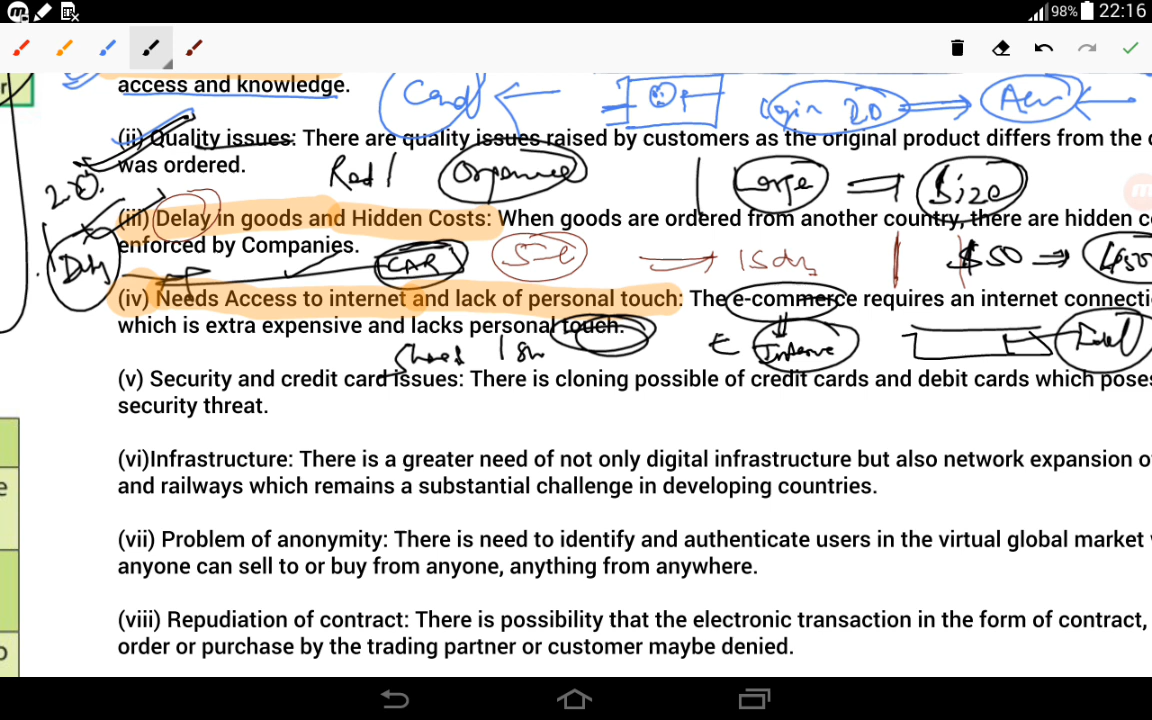 98% 22:16
access and knowledge.
Card
(ii) Quality issues: There are quality issues raised by customers as the original product differs from the
was ordered.
Red
Large Size
(iii) Delay in goods and Hidden Costs: When goods are ordered from another country, there are hidden
enforced by Companies.
Duty
CAR
$50
(iv) Needs Access to internet and lack of personal touch: The e-commerce requires an internet
which is extra expensive and lacks personal touch.
(v) Security and credit card issues: There is cloning possible of credit cards and debit cards which
security threat.
(vi)Infrastructure: There is a greater need of not only digital infrastructure but also network expansion
and railways which remains a substantial challenge in developing countries.
(vii) Problem of anonymity: There is need to identify and authenticate users in the virtual global market
anyone can sell to or buy from anyone, anything from anywhere.
(viii) Repudiation of contract: There is possibility that the electronic transaction in the form of contract,
order or purchase by the trading partner or customer maybe denied.